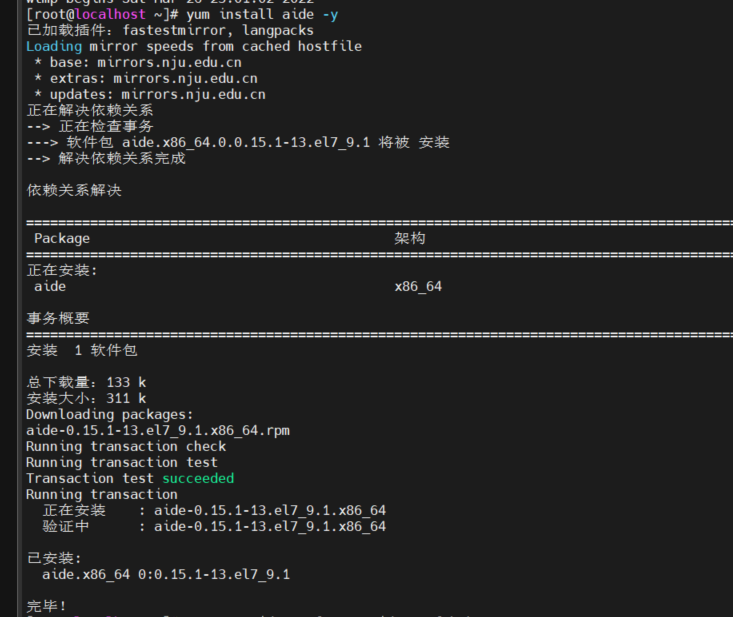 [root@localhost ~]# yum install aide -y
已加载插件：fastestmirror, langpacks
Loading mirror speeds from cached hostfile
* base: mirrors.nju.edu.cn
* extras: mirrors.nju.edu.cn
* updates: mirrors.nju.edu.cn
正在解决依赖关系
--> 正在检查事务
---> 软件包 aide.x86_64.0.0.15.1-13.el7_9.1 将被 安装
--> 解决依赖关系完成
依赖关系解决
================================================================================
Package 架构
================================================================================
正在安装:
aide x86_64
事务概要
================================================================================
安装 1 软件包
总下载量：133 k
安装大小：311 k
Downloading packages:
aide-0.15.1-13.el7_9.1.x86_64.rpm
Running transaction check
Running transaction test
Transaction test succeeded
Running transaction
正在安装 : aide-0.15.1-13.el7_9.1.x86_64
验证中 : aide-0.15.1-13.el7_9.1.x86_64
已安装:
aide.x86_64 0:0.15.1-13.el7_9.1
完毕！